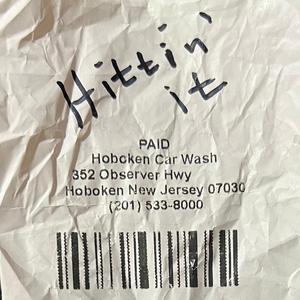 Hittin'
it
PAID
Hoboken Car Wash
352 Observer Hwy
Hoboken New Jersey 07030
(201) 533-8000